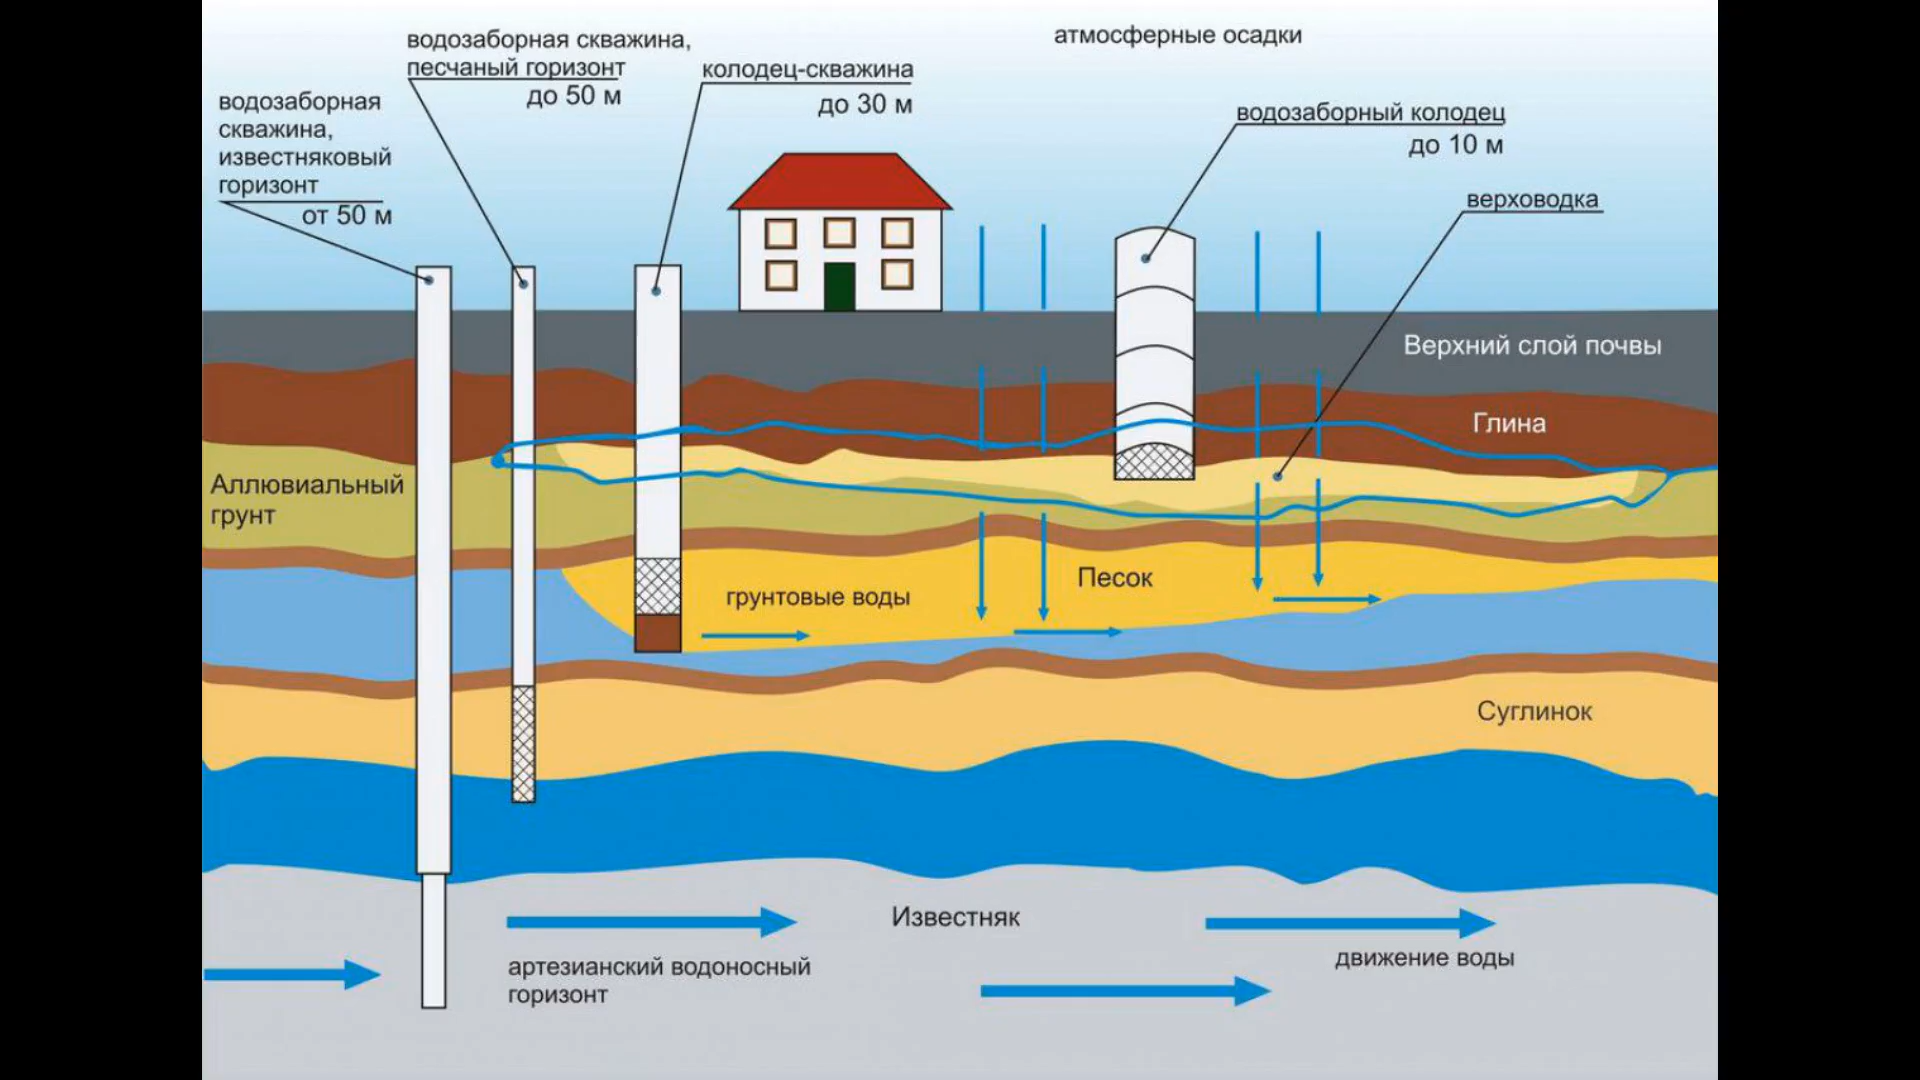 водозаборная скважина,
песчаный горизонт
до 50 м
атмосферные осадки
колодец-скважина
до 30 м
водозаборная
скважина,
известняковый
горизонт
от 50 м
водозаборный колодец
до 10 м
верховодка
Верхний слой почвы
Глина
Аллювиальный
грунт
Песок
грунтовые воды
Суглинок
Известняк
артезианский водоносный
горизонт
движение воды